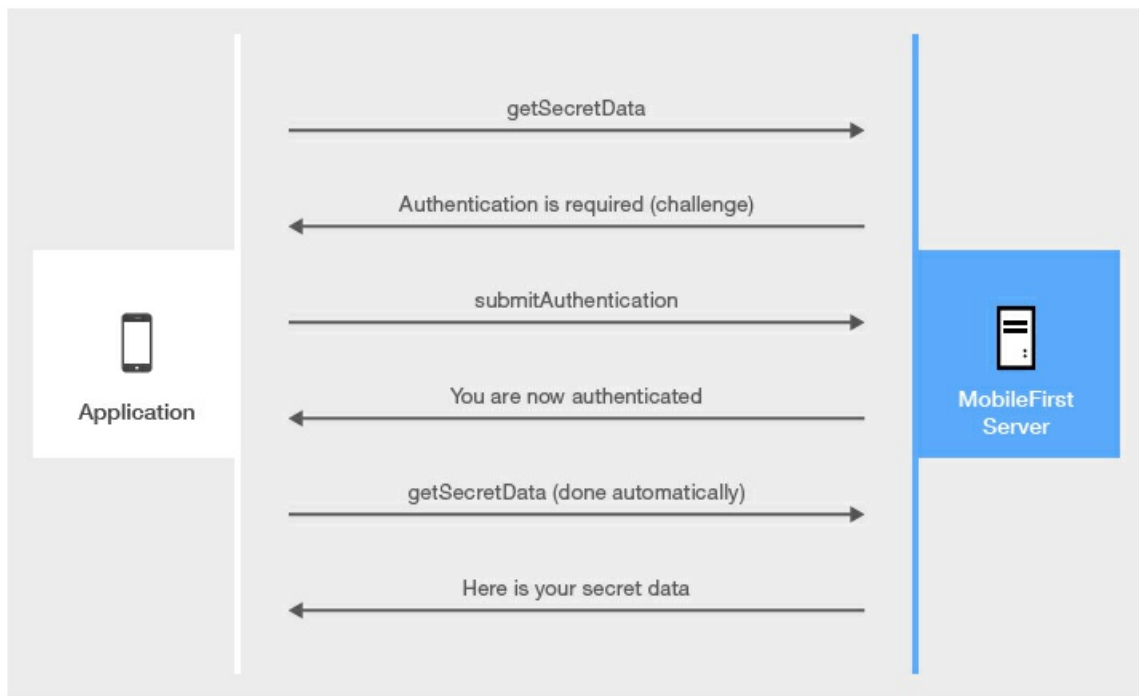 getSecretData
Authentication is required (challenge)
submitAuthentication
You are now authenticated
Application
MobileFirst
Server
getSecretData (done automatically)
Here is your secret data